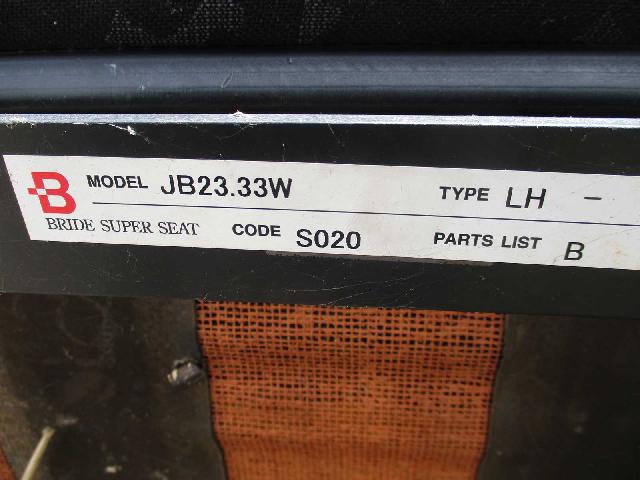 B MODEL JB23.33W TYPE LH -
BRIDE SUPER SEAT CODE S020 PARTS LIST B